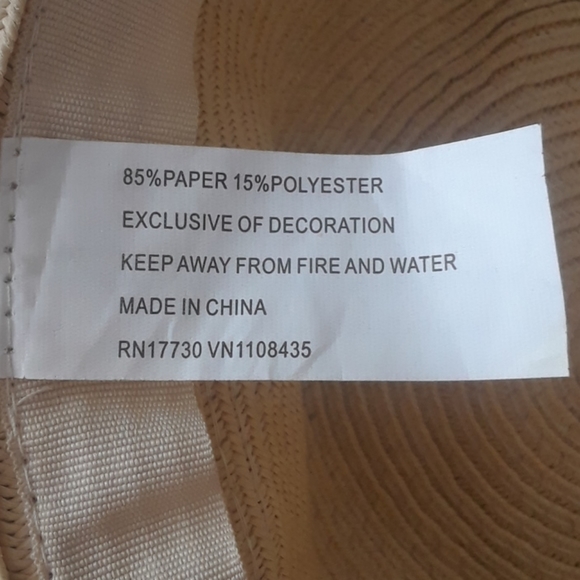 85%PAPER 15%POLYESTER
EXCLUSIVE OF DECORATION
KEEP AWAY FROM FIRE AND WATER
MADE IN CHINA
RN17730 VN1108435